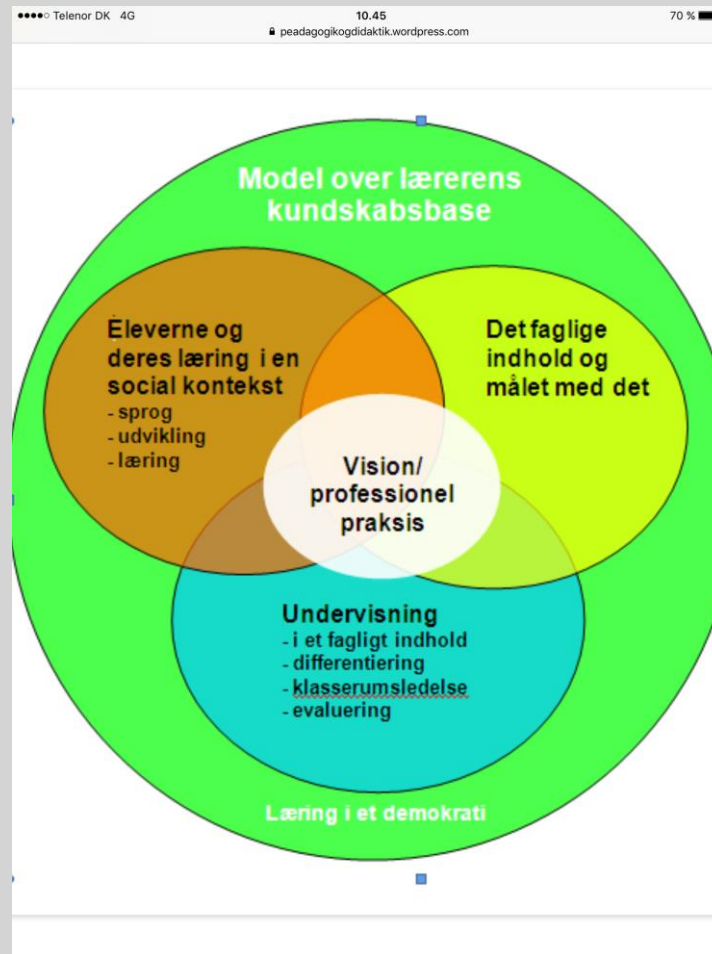 Telenor DK 4G 10.45 70 %
peadagogikogdidaktik.wordpress.com
Model over lærerens
kundskabsbase
Eleverne og
deres læring i en
social kontekst
- sprog
- udvikling
- læring
Det faglige
indhold og
målet med det
Vision/
professionel
praksis
Undervisning
- i et fagligt indhold
- differentiering
- klasserumsledelse
- evaluering
Læring i et demokrati